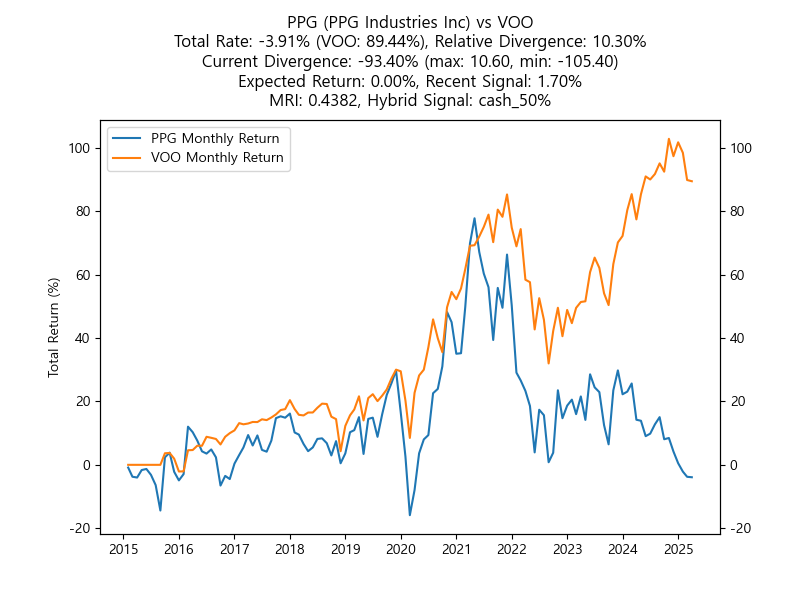 PPG (PPG Industries Inc) vs VOO
Total Rate: -3.91% (VOO: 89.44%), Relative Divergence: 10.30%
Current Divergence: -93.40% (max: 10.60, min: -105.40)
Expected Return: 0.00%, Recent Signal: 1.70%
MRI: 0.4382, Hybrid Signal: cash_50%
PPG Monthly Return
VOO Monthly Return
Total Return (%)
100
80
60
40
20
0
-20
100
80
60
40
20
0
-20
2015 2016 2017 2018 2019 2020 2021 2022 2023 2024 2025